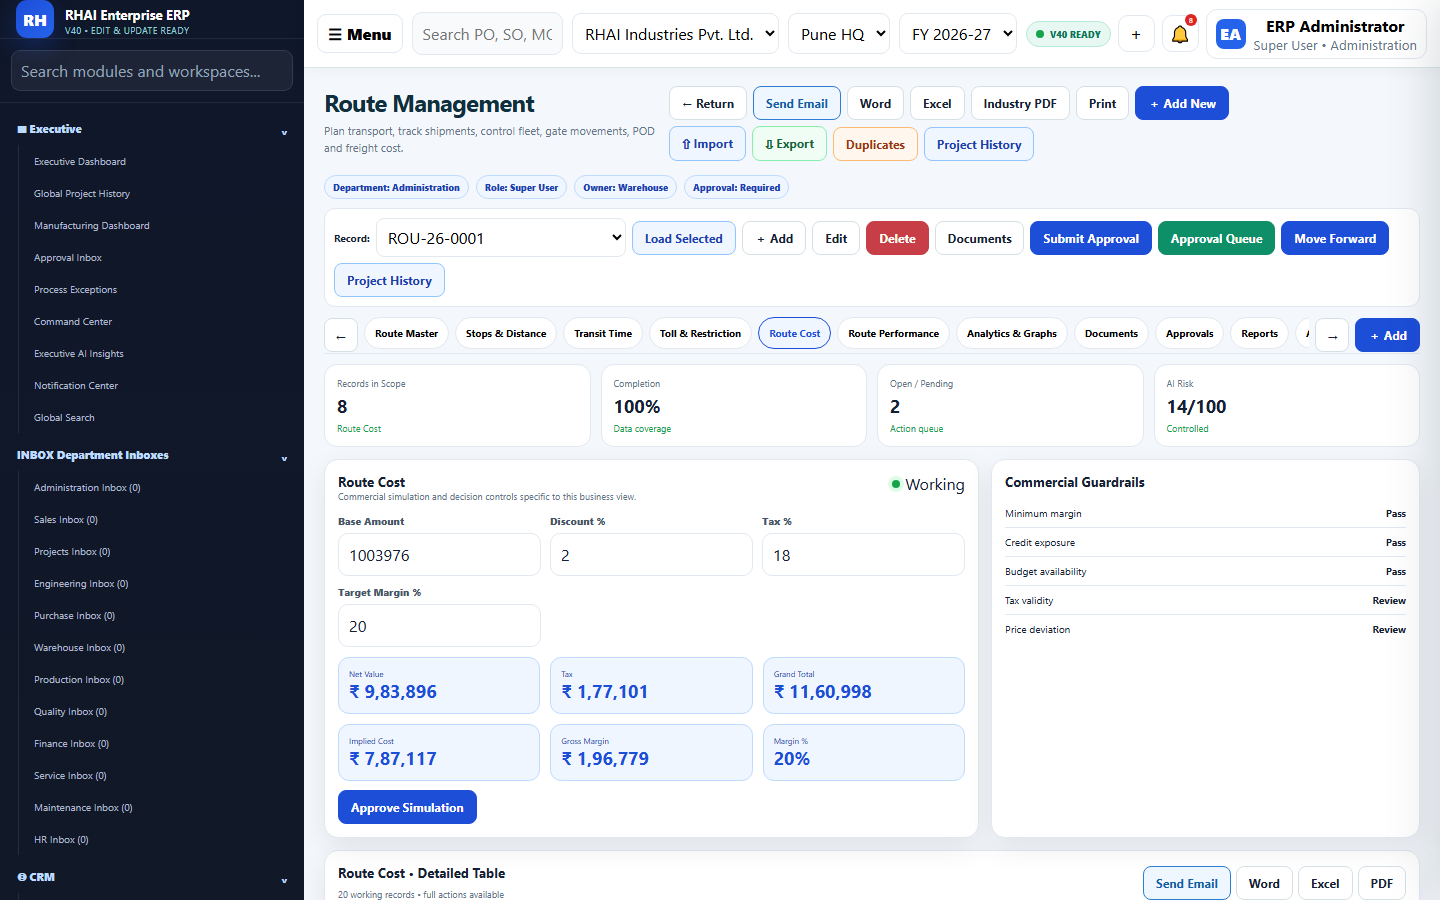 RH
RHAI Enterprise ERP
V40 • EDIT & UPDATE READY
Search modules and workspaces...
Executive
Executive Dashboard
Global Project History
Manufacturing Dashboard
Approval Inbox
Process Exceptions
Command Center
Executive AI Insights
Notification Center
Global Search
INBOX Department Inboxes
Administration Inbox (0)
Sales Inbox (0)
Projects Inbox (0)
Engineering Inbox (0)
Purchase Inbox (0)
Warehouse Inbox (0)
Production Inbox (0)
Quality Inbox (0)
Finance Inbox (0)
Service Inbox (0)
Maintenance Inbox (0)
HR Inbox (0)
CRM
☰ Menu
Search PO, SO, MO
RHAI Industries Pvt. Ltd.
Pune HQ
FY 2026-27
V40 READY
+
8
EA
ERP Administrator
Super User • Administration
Route Management
Plan transport, track shipments, control fleet, gate movements, POD
and freight cost.
← Return
Send Email
Word
Excel
Industry PDF
Print
+ Add New
⇧ Import
⇩ Export
Duplicates
Project History
Department: Administration
Role: Super User
Owner: Warehouse
Approval: Required
Record:
ROU-26-0001
Load Selected
+ Add
Edit
Delete
Documents
Submit Approval
Approval Queue
Move Forward
Project History
←
Route Master
Stops & Distance
Transit Time
Toll & Restriction
Route Cost
Route Performance
Analytics & Graphs
Documents
Approvals
Reports
→
+ Add
Records in Scope
8
Route Cost
Completion
100%
Data coverage
Open / Pending
2
Action queue
AI Risk
14/100
Controlled
Route Cost
Commercial simulation and decision controls specific to this business view.
Working
Base Amount
1003976
Discount %
2
Tax %
18
Target Margin %
20
Net Value
₹ 9,83,896
Tax
₹ 1,77,101
Grand Total
₹ 11,60,998
Implied Cost
₹ 7,87,117
Gross Margin
₹ 1,96,779
Margin %
20%
Approve Simulation
Commercial Guardrails
Minimum margin Pass
Credit exposure Pass
Budget availability Pass
Tax validity Review
Price deviation Review
Route Cost • Detailed Table
20 working records • full actions available
Send Email
Word
Excel
PDF